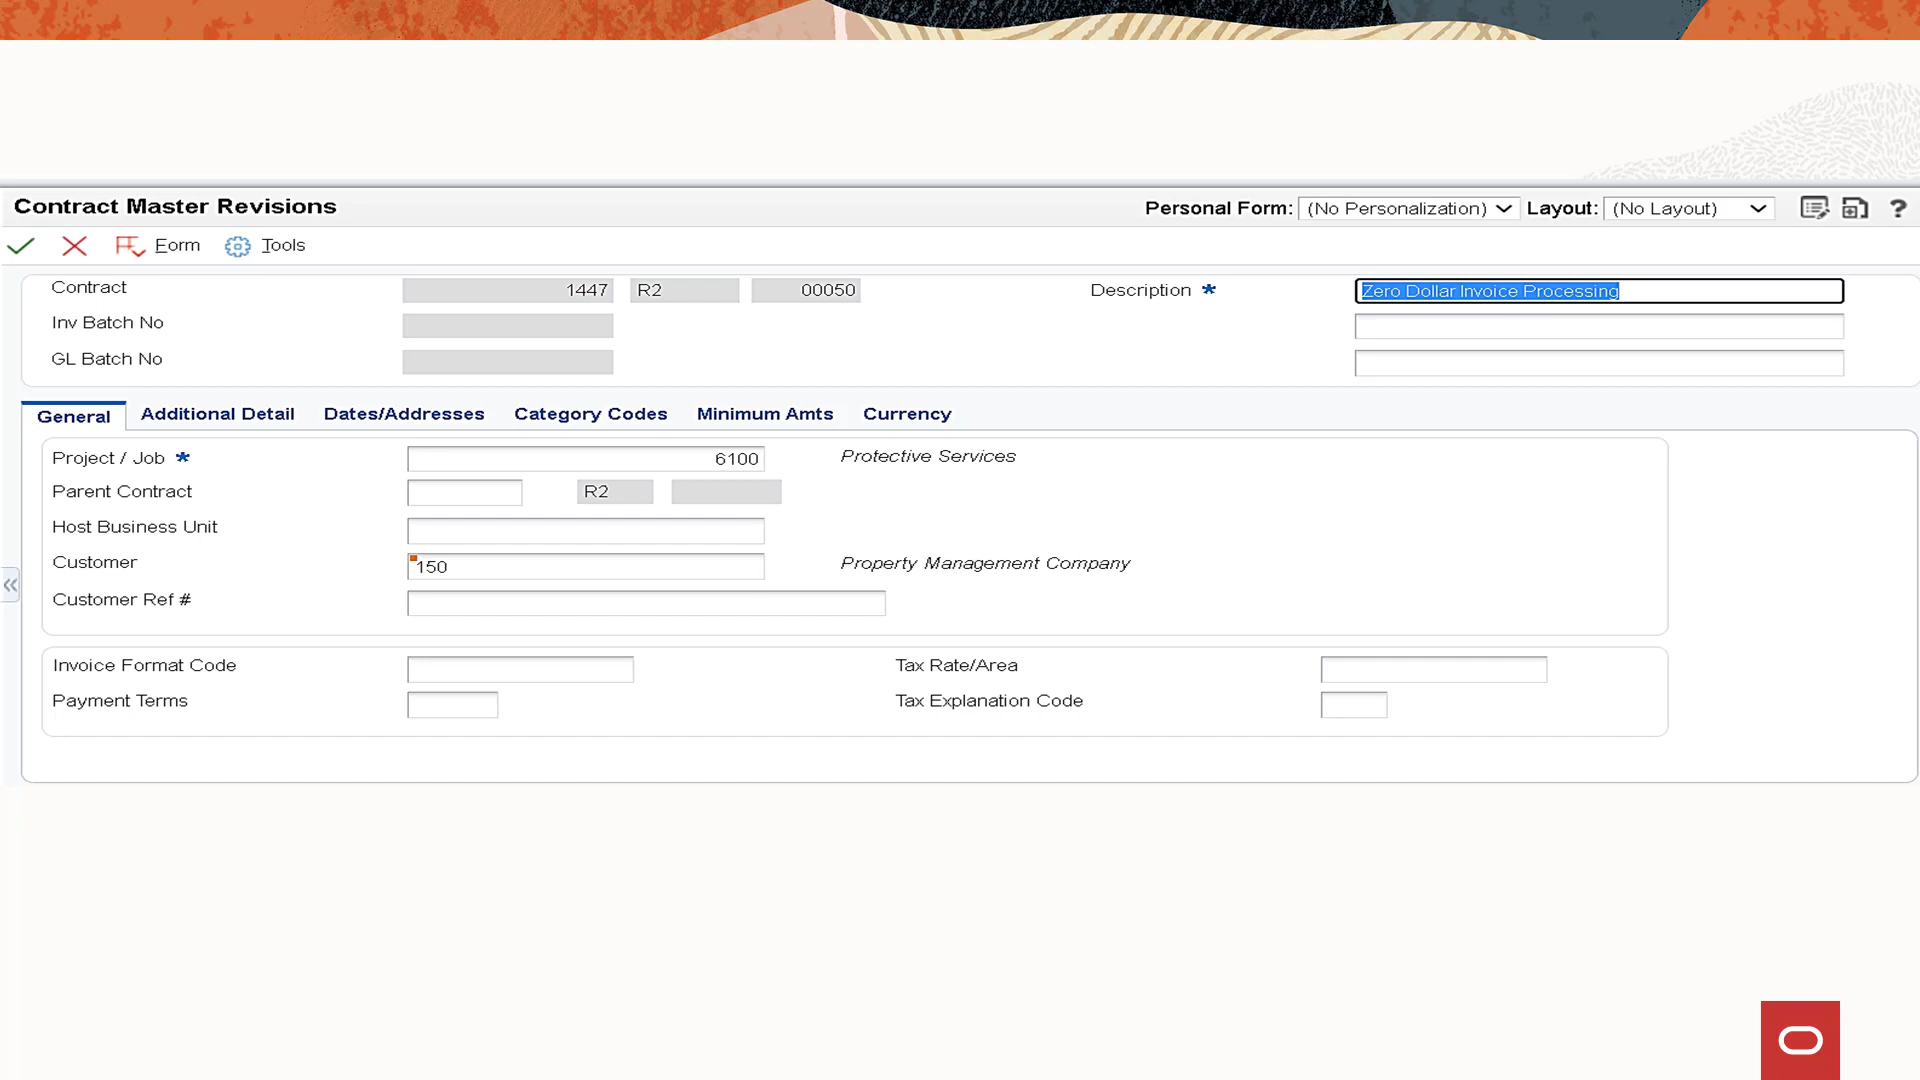 Contract Master Revisions Personal Form: (No Personalization) Layout: (No Layout) ?
Form Tools
Contract 1447 R2 00050 Description * Zero Dollar Invoice Processing
Inv Batch No
GL Batch No
General Additional Detail Dates/Addresses Category Codes Minimum Amts Currency
Project / Job * 6100 Protective Services
Parent Contract R2
Host Business Unit
Customer 150 Property Management Company
Customer Ref #
Invoice Format Code Tax Rate/Area
Payment Terms Tax Explanation Code